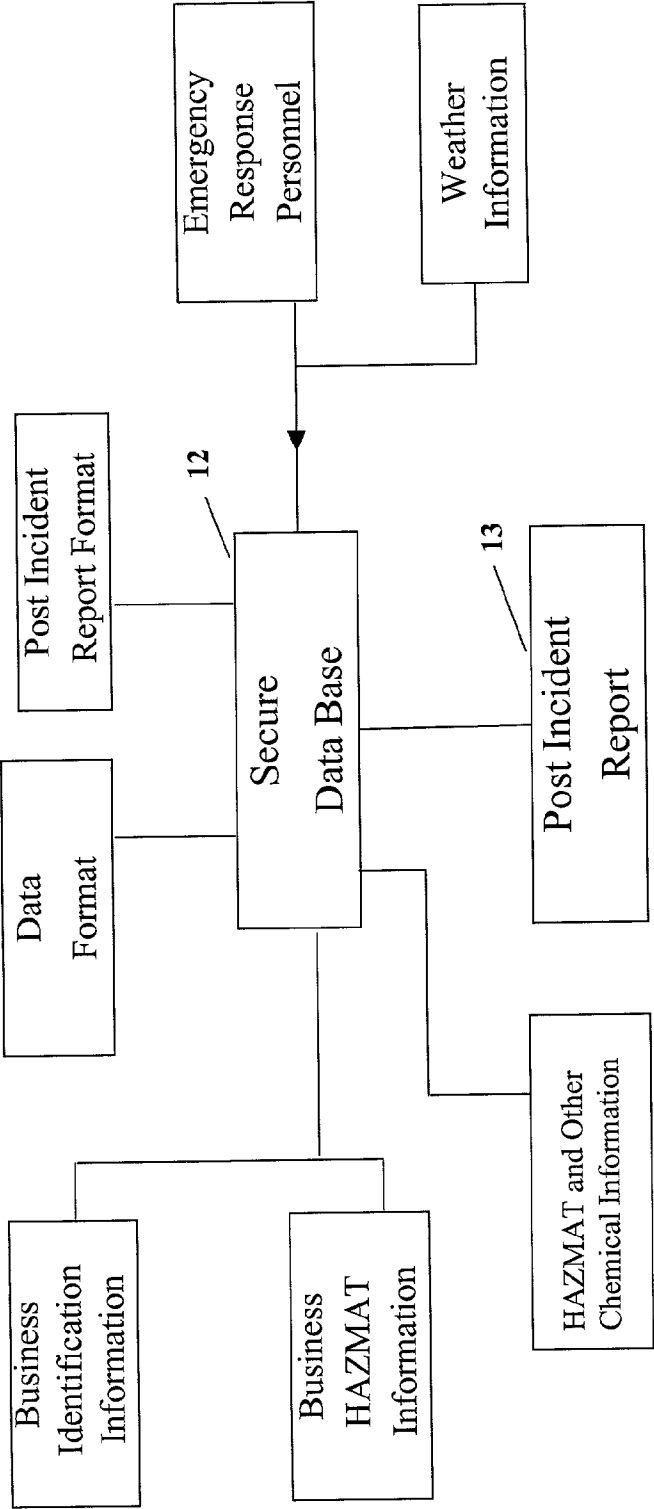 Business
Identification
Information
Data
Format
Post Incident
Report Format
Emergency
Response
Personnel
12
Secure
Data Base
Business
HAZMAT
Information
Weather
Information
13
HAZMAT and Other
Chemical Information
Post Incident
Report